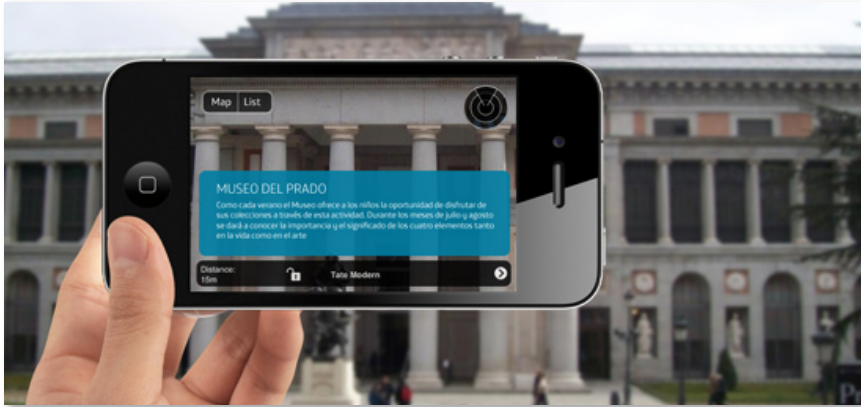 Map List
MUSEO DEL PRADO
Como cada verano el Museo ofrece a los niños la oportunidad de disfrutar de
sus colecciones a través de esta actividad. Durante los meses de julio y agosto
se dará a conocer la importancia y el significado de los cuatro elementos tanto
en la vida como en el arte
Distance:
15m
Tate Modern